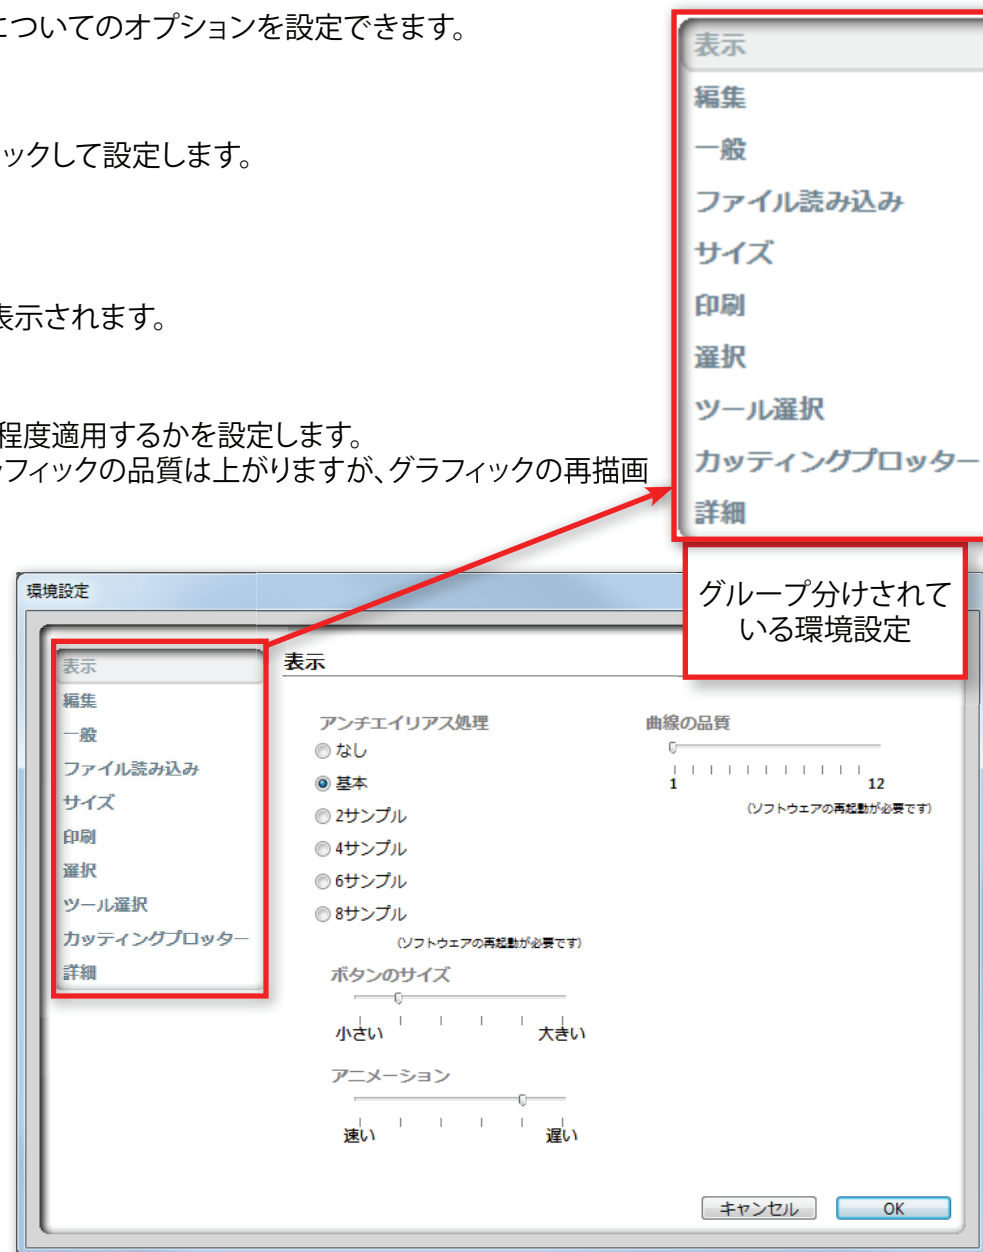 についてのオプションを設定できます。
ックして設定します。
表示されます。
程度適用するかを設定します。
ラフィックの品質は上がりますが、グラフィックの再描画
表示
編集
一般
ファイル読み込み
サイズ
印刷
選択
ツール選択
カッティングプロッター
詳細
グループ分けされて
いる環境設定
環境設定
表示
編集
一般
ファイル読み込み
サイズ
印刷
選択
ツール選択
カッティングプロッター
詳細
表示
アンチエイリアス処理
なし
基本
2サンプル
4サンプル
6サンプル
8サンプル
(ソフトウェアの再起動が必要です)
ボタンのサイズ
小さい 大きい
アニメーション
速い 遅い
曲線の品質
1 12
(ソフトウェアの再起動が必要です)
キャンセル OK